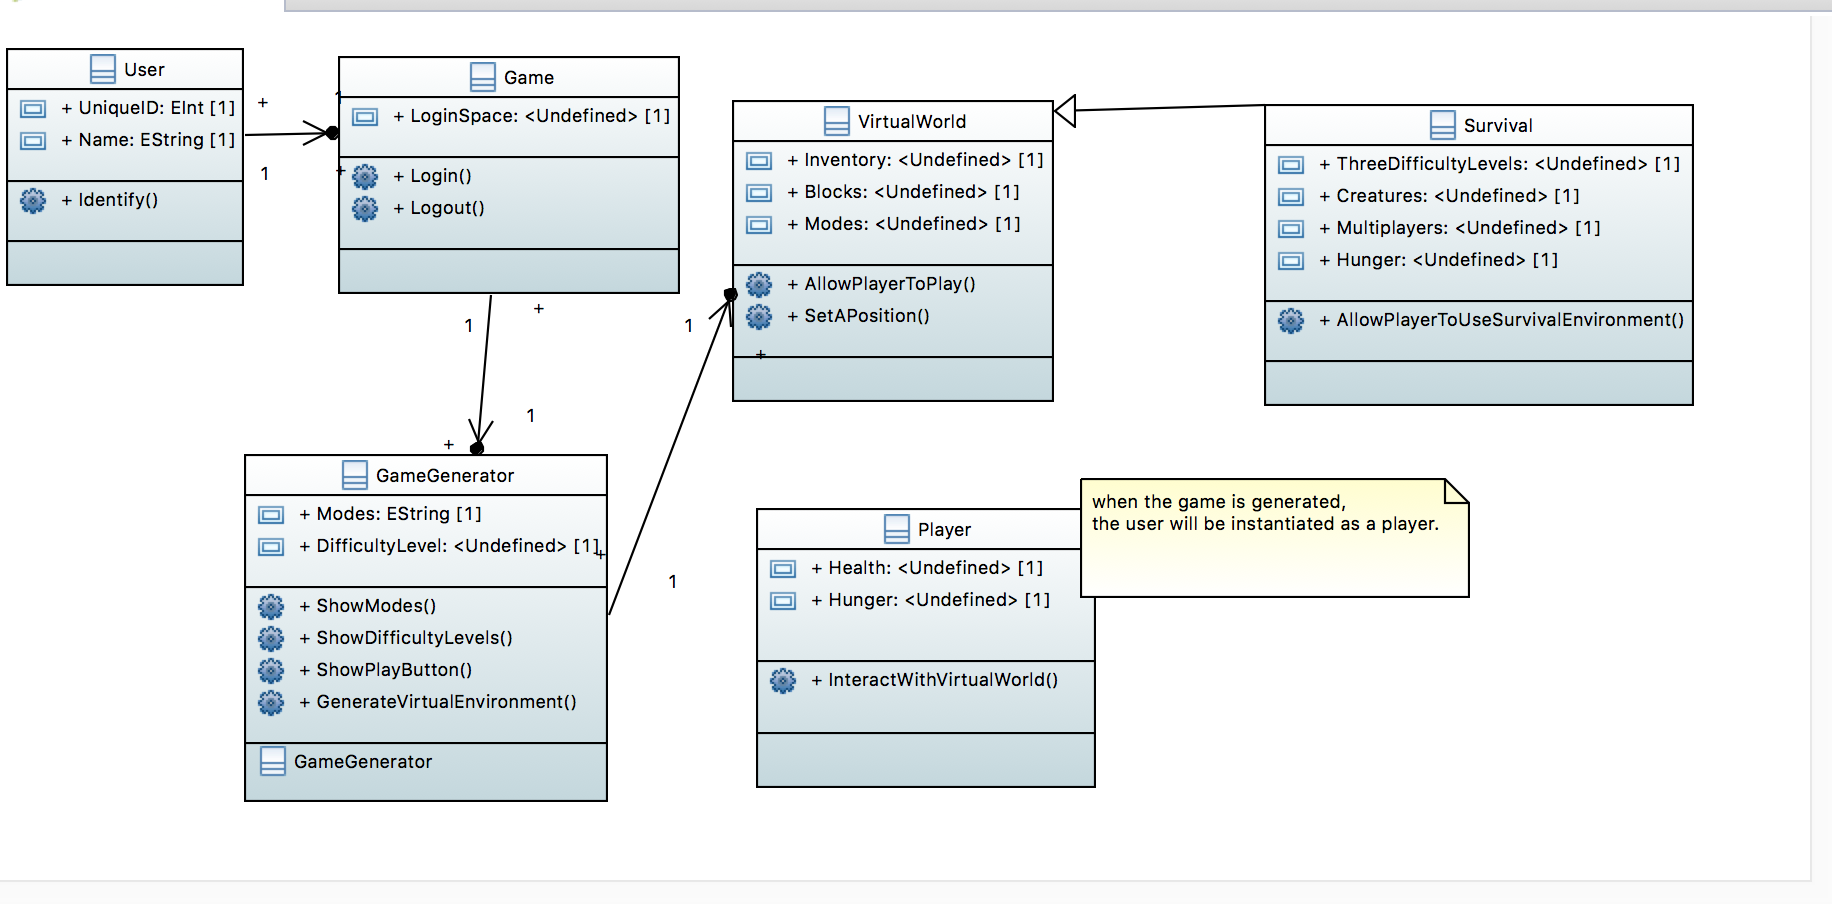 User
+ UniqueID: EInt [1]
+ Name: EString [1]
+ Identify()
+
1
1
+
Game
+ LoginSpace: <Undefined> [1]
+ Login()
+ Logout()
1
+
1
+
GameGenerator
+ Modes: EString [1]
+ DifficultyLevel: <Undefined> [1]
+ ShowModes()
+ ShowDifficultyLevels()
+ ShowPlayButton()
+ GenerateVirtualEnvironment()
GameGenerator
+
1
1
+
VirtualWorld
+ Inventory: <Undefined> [1]
+ Blocks: <Undefined> [1]
+ Modes: <Undefined> [1]
+ AllowPlayerToPlay()
+ SetAPosition()
Survival
+ ThreeDifficultyLevels: <Undefined> [1]
+ Creatures: <Undefined> [1]
+ Multiplayers: <Undefined> [1]
+ Hunger: <Undefined> [1]
+ AllowPlayerToUseSurvivalEnvironment()
Player
+ Health: <Undefined> [1]
+ Hunger: <Undefined> [1]
+ InteractWithVirtualWorld()
when the game is generated,
the user will be instantiated as a player.